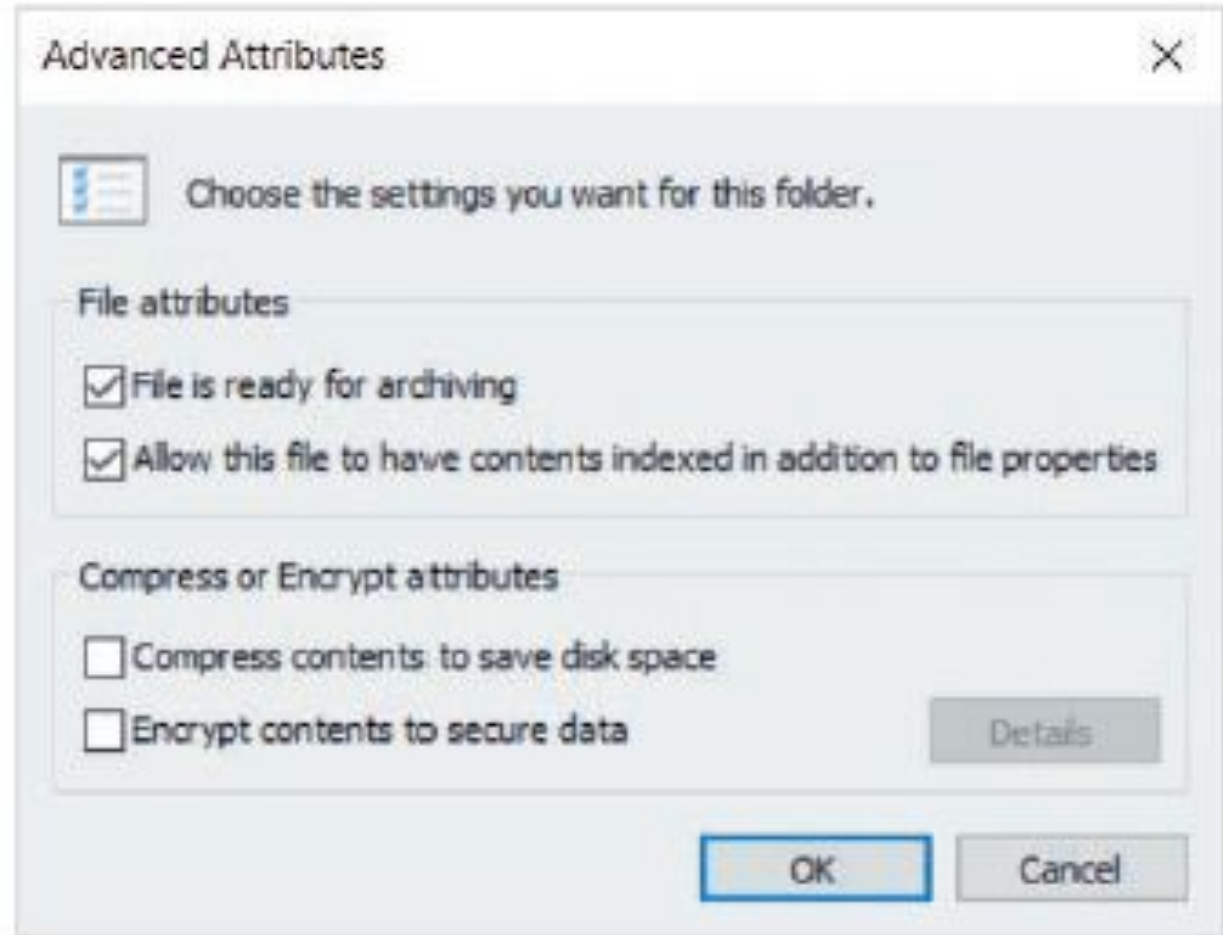 Advanced Attributes
Choose the settings you want for this folder.
File attributes
File is ready for archiving
Allow this file to have contents indexed in addition to file properties
Compress or Encrypt attributes
Compress contents to save disk space
Encrypt contents to secure data
Details
OK
Cancel